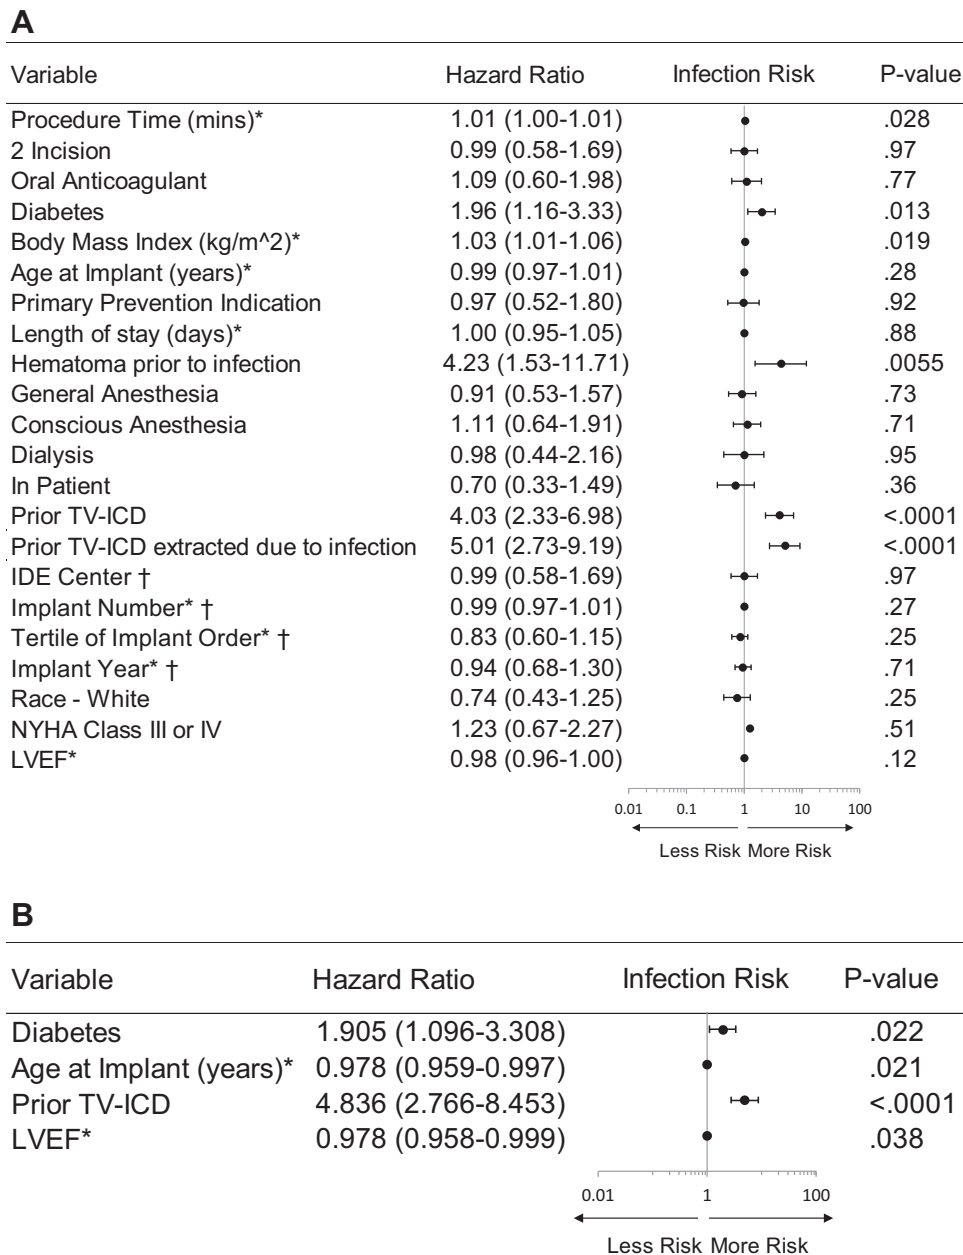 A
Variable Hazard Ratio Infection Risk P-value
Procedure Time (mins)* 1.01 (1.00-1.01) .028
2 Incision 0.99 (0.58-1.69) .97
Oral Anticoagulant 1.09 (0.60-1.98) .77
Diabetes 1.96 (1.16-3.33) .013
Body Mass Index (kg/m^2)* 1.03 (1.01-1.06) .019
Age at Implant (years)* 0.99 (0.97-1.01) .28
Primary Prevention Indication 0.97 (0.52-1.80) .92
Length of stay (days)* 1.00 (0.95-1.05) .88
Hematoma prior to infection 4.23 (1.53-11.71) .0055
General Anesthesia 0.91 (0.53-1.57) .73
Conscious Anesthesia 1.11 (0.64-1.91) .71
Dialysis 0.98 (0.44-2.16) .95
In Patient 0.70 (0.33-1.49) .36
Prior TV-ICD 4.03 (2.33-6.98) <.0001
Prior TV-ICD extracted due to infection 5.01 (2.73-9.19) <.0001
IDE Center † 0.99 (0.58-1.69) .97
Implant Number* † 0.99 (0.97-1.01) .27
Tertile of Implant Order* † 0.83 (0.60-1.15) .25
Implant Year* † 0.94 (0.68-1.30) .71
Race - White 0.74 (0.43-1.25) .25
NYHA Class III or IV 1.23 (0.67-2.27) .51
LVEF* 0.98 (0.96-1.00) .12
0.01 0.1 1 10 100
Less Risk More Risk
B
Variable Hazard Ratio Infection Risk P-value
Diabetes 1.905 (1.096-3.308) .022
Age at Implant (years)* 0.978 (0.959-0.997) .021
Prior TV-ICD 4.836 (2.766-8.453) <.0001
LVEF* 0.978 (0.958-0.999) .038
0.01 1 100
Less Risk More Risk